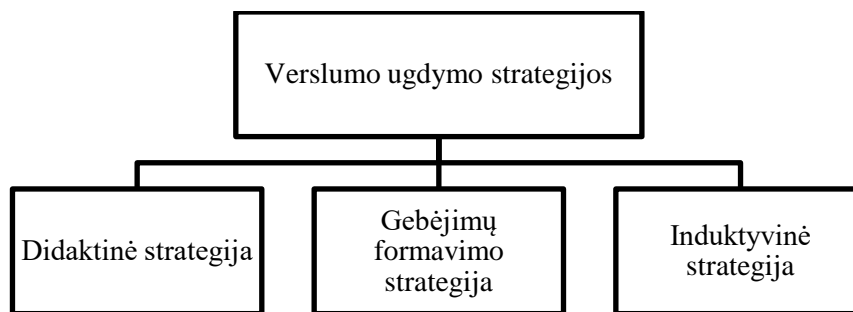 Verslumo ugdymo strategijos
Didaktinė strategija
Gebėjimų
formavimo
strategija
Induktyvinė
strategija